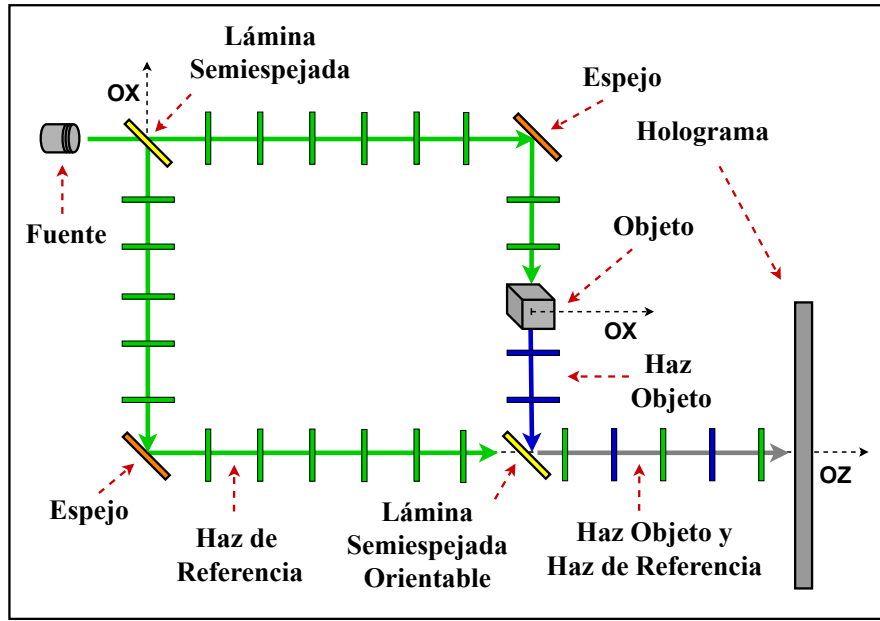 Lámina
Semiespejada
OX
Espejo
Holograma
Fuente
Objeto
OX
Haz
Objeto
OZ
Espejo
Haz de
Referencia
Lámina
Semiespejada
Orientable
Haz Objeto y
Haz de Referencia